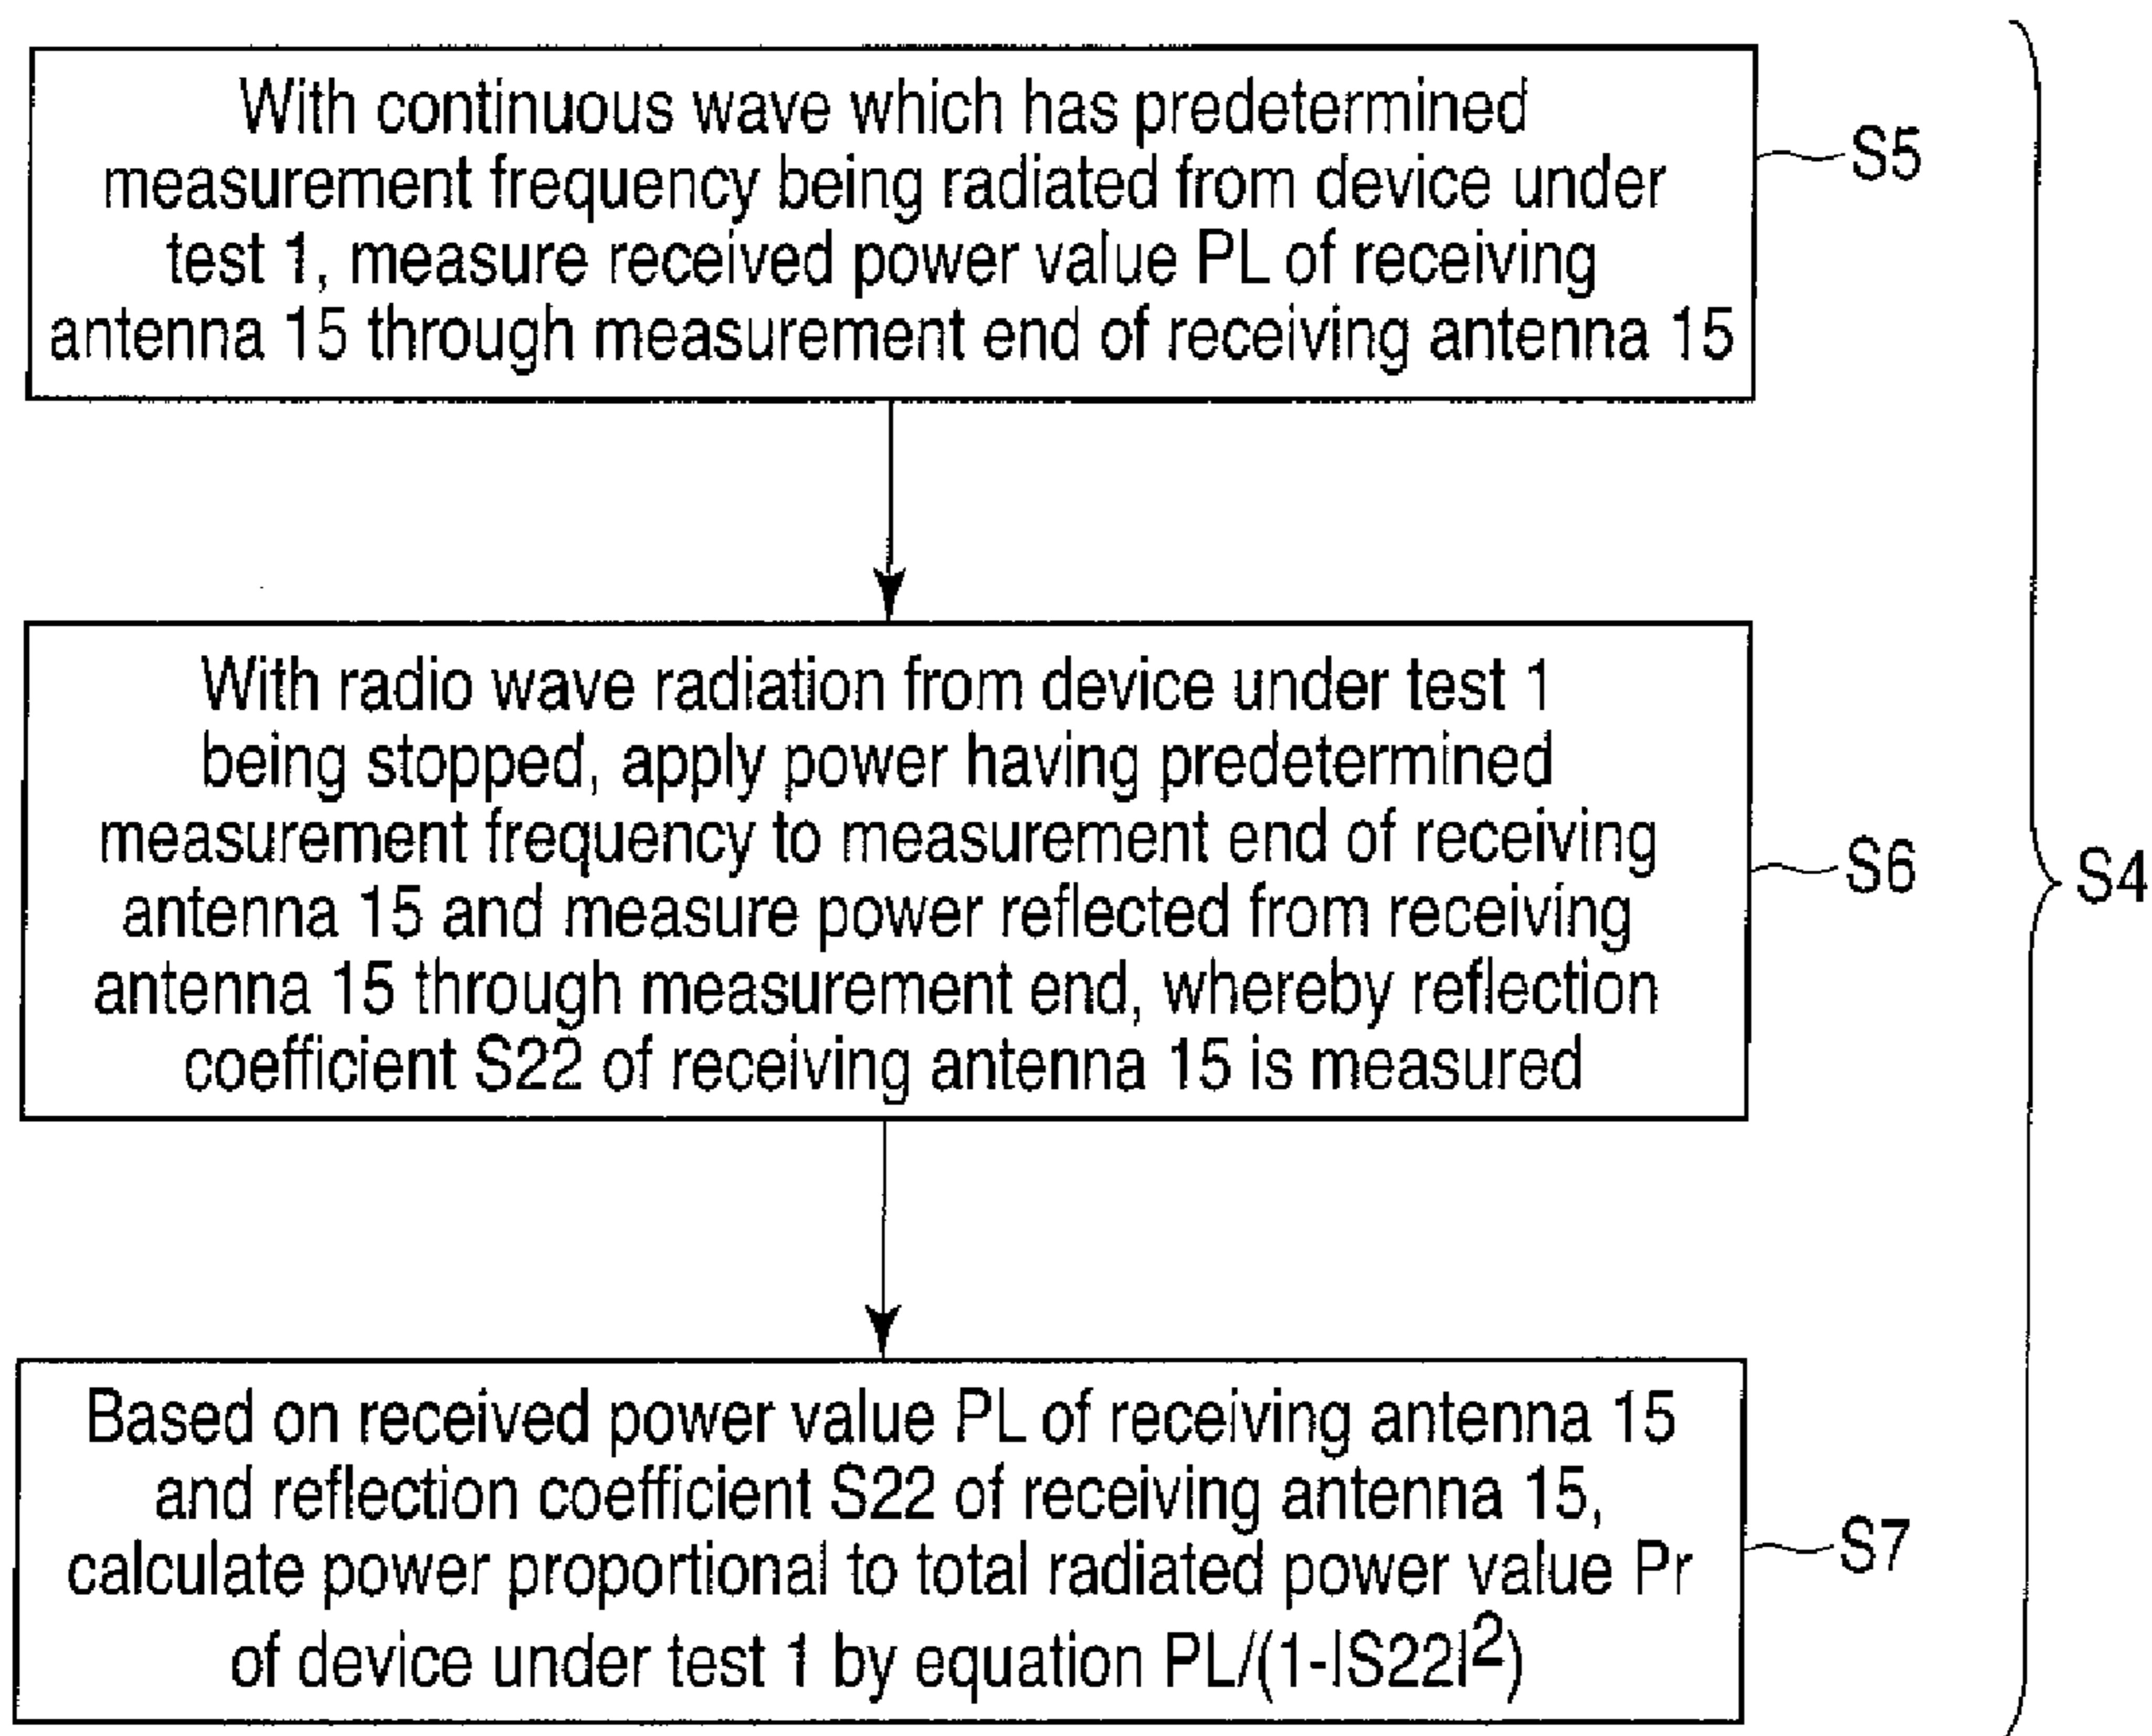 With continuous wave which has predetermined
measurement frequency being radiated from device under
test 1, measure received power value PL of receiving
antenna 15 through measurement end of receiving antenna 15
S5
With radio wave radiation from device under test 1
being stopped, apply power having predetermined
measurement frequency to measurement end of receiving
antenna 15 and measure power reflected from receiving
antenna 15 through measurement end, whereby reflection
coefficient S22 of receiving antenna 15 is measured
S6
S4
Based on received power value PL of receiving antenna 15
and reflection coefficient S22 of receiving antenna 15,
calculate power proportional to total radiated power value Pr
of device under test 1 by equation PL/(1-|S22|²)
S7